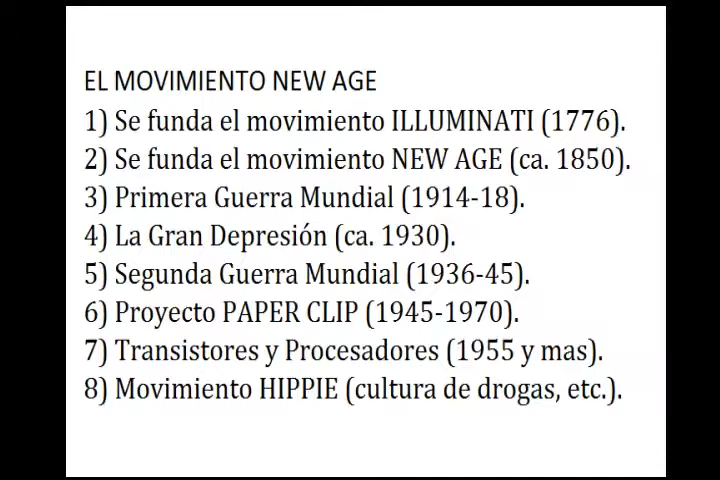 EL MOVIMIENTO NEW AGE
1) Se funda el movimiento ILLUMINATI (1776).
2) Se funda el movimiento NEW AGE (ca. 1850).
3) Primera Guerra Mundial (1914-18).
4) La Gran Depresión (ca. 1930).
5) Segunda Guerra Mundial (1936-45).
6) Proyecto PAPER CLIP (1945-1970).
7) Transistores y Procesadores (1955 y mas).
8) Movimiento HIPPIE (cultura de drogas, etc.).